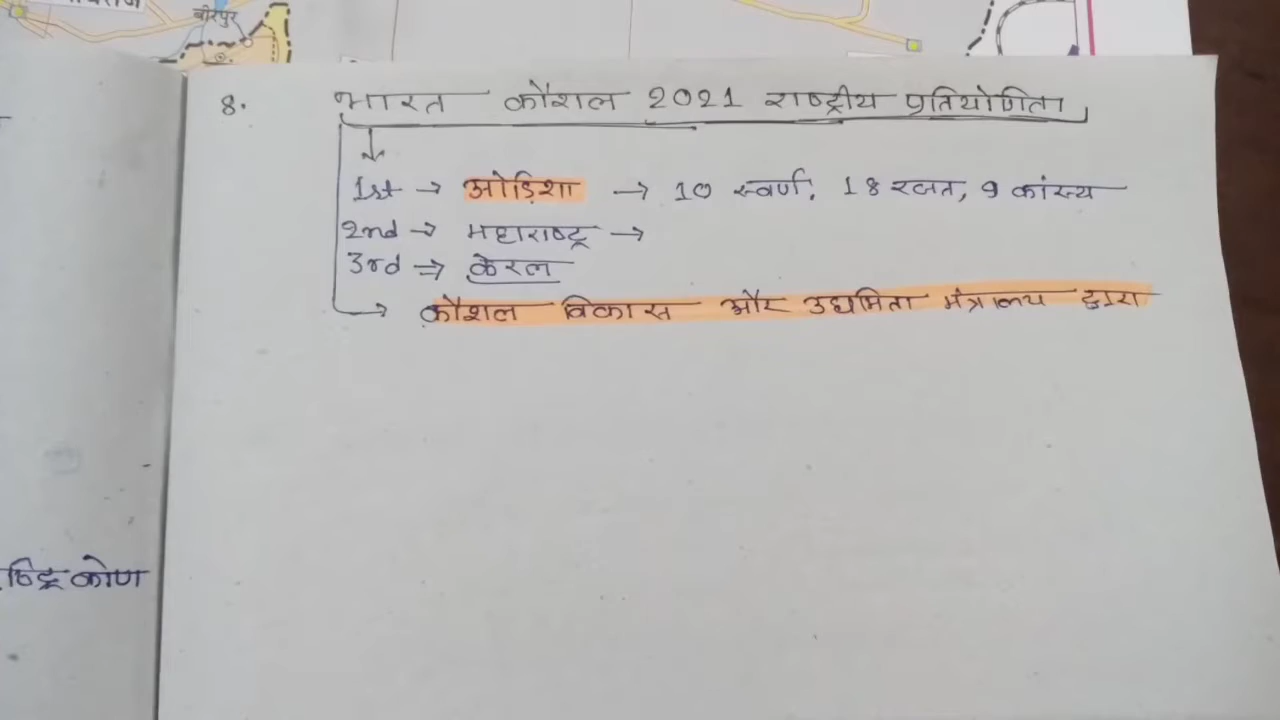 बीरपुर
8. भारत कौशल 2021 राष्ट्रीय प्रतियोगिता
1st → ओडिशा → 10 स्वर्ण, 18 रजत, 9 कांस्य
2nd → महाराष्ट्र →
3rd ⇒ केरल
→ कौशल विकास और उद्यमिता मंत्रालय द्वारा
कोण